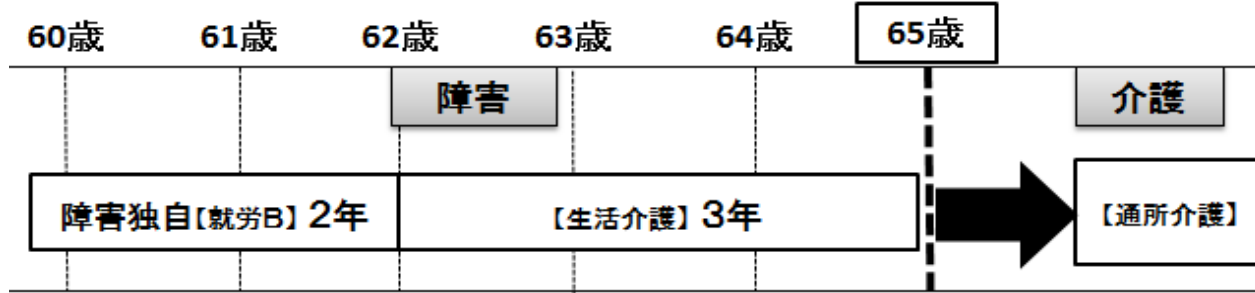 60歳 61歳 62歳 63歳 64歳 65歳
障害 介護
障害独自【就労B】2年 【生活介護】3年 【通所介護】